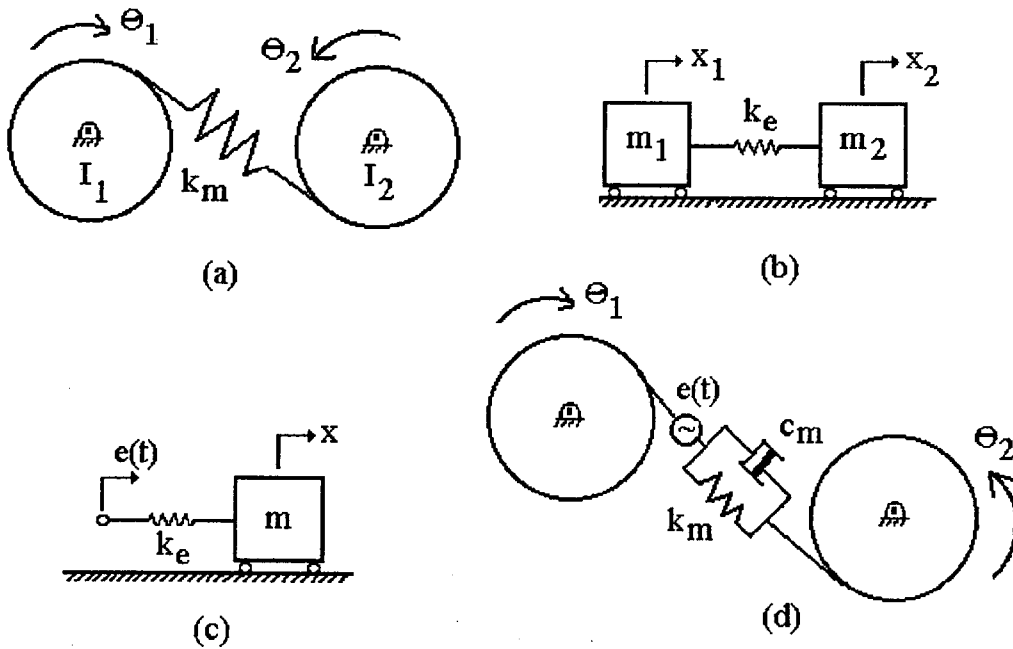 Θ₁
Θ₂
I₁
kₘ
I₂
(a)
x₁
x₂
m₁
kₑ
m₂
(b)
e(t)
x
kₑ
m
(c)
Θ₁
e(t)
~
cₘ
kₘ
Θ₂
(d)